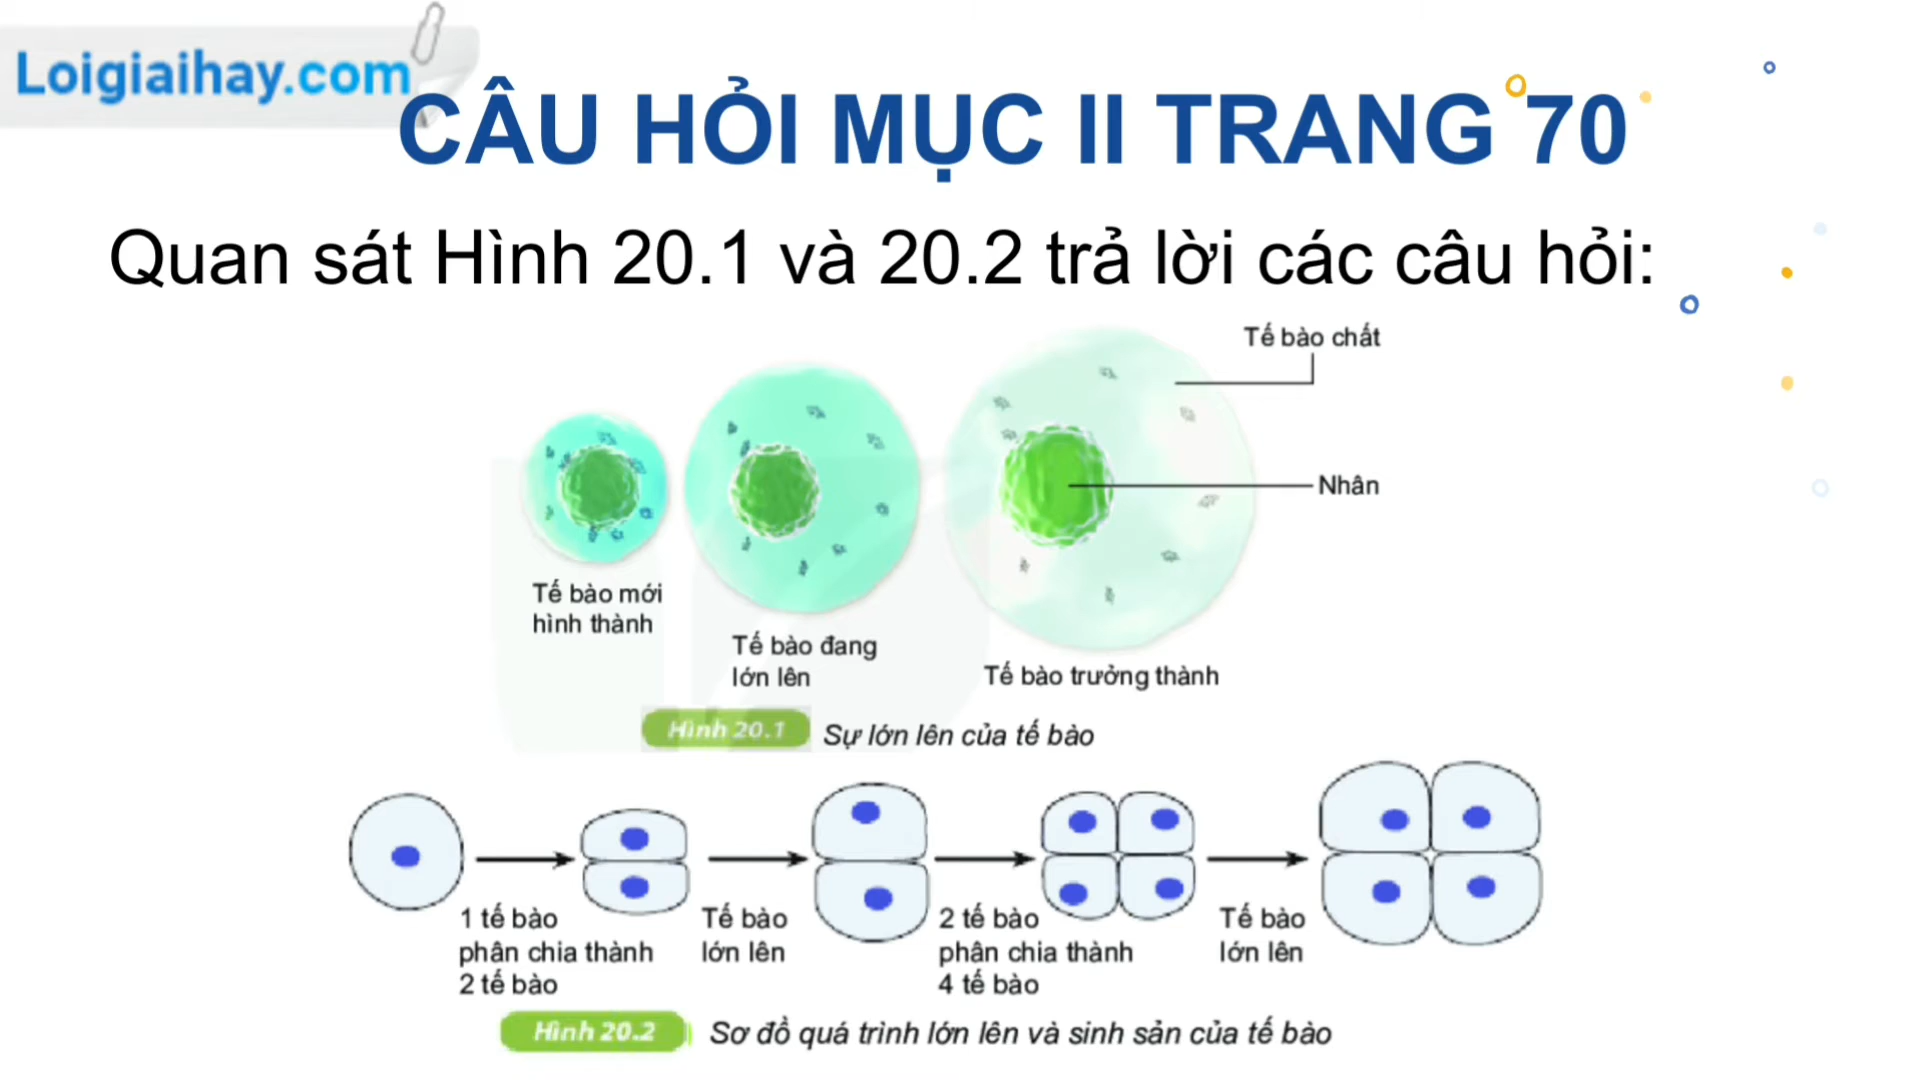 Loigiaihay.com
CÂU HỎI MỤC II TRANG 70
Quan sát Hình 20.1 và 20.2 trả lời các câu hỏi:
Tế bào chất
Nhân
Tế bào mới
hình thành
Tế bào đang
lớn lên
Tế bào trưởng thành
Hình 20.1 Sự lớn lên của tế bào
1 tế bào
phân chia thành
2 tế bào
Tế bào
lớn lên
2 tế bào
phân chia thành
4 tế bào
Tế bào
lớn lên
Hình 20.2 Sơ đồ quá trình lớn lên và sinh sản của tế bào